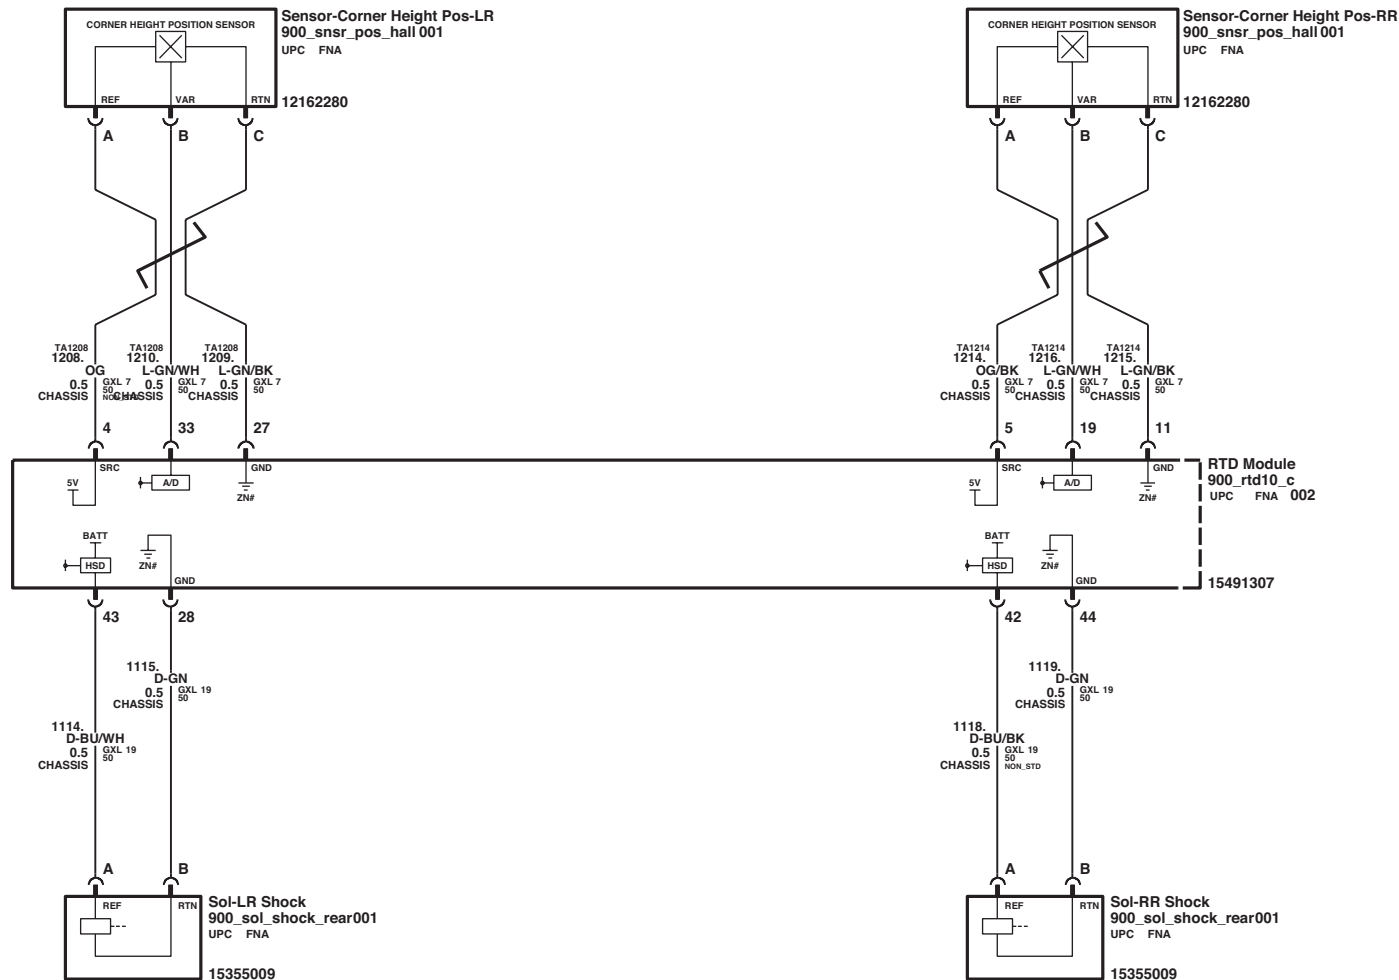 Sensor-Corner Height Pos-LR
CORNER HEIGHT POSITION SENSOR
900_snsr_pos_hall 001
UPC FNA
REF VAR RTN
12162280
A B C
Sensor-Corner Height Pos-RR
CORNER HEIGHT POSITION SENSOR
900_snsr_pos_hall 001
UPC FNA
REF VAR RTN
12162280
A B C
TA1208 TA1208 TA1208
1208. 1210. 1209.
OG L-GN/WH L-GN/BK
0.5 GXL 7 0.5 GXL 7 0.5 GXL 7
50 50 50
CHASSIS NON_STD CHASSIS CHASSIS
4 33 27
TA1214 TA1214 TA1214
1214. 1216. 1215.
OG/BK L-GN/WH L-GN/BK
0.5 GXL 7 0.5 GXL 7 0.5 GXL 7
50 50 50
CHASSIS CHASSIS CHASSIS
5 19 11
SRC GND
5V A/D
ZN#
BATT
HSD ZN#
GND
SRC GND
5V A/D
ZN#
BATT
HSD ZN#
GND
RTD Module
900_rtd10_c
UPC FNA 002
15491307
43 28
42 44
1115.
D-GN
0.5 GXL 19
50
CHASSIS
1114.
D-BU/WH
0.5 GXL 19
50
CHASSIS
1119.
D-GN
0.5 GXL 19
50
CHASSIS
1118.
D-BU/BK
0.5 GXL 19
50
CHASSIS NON_STD
A B
REF RTN
Sol-LR Shock
900_sol_shock_rear001
UPC FNA
15355009
A B
REF RTN
Sol-RR Shock
900_sol_shock_rear001
UPC FNA
15355009